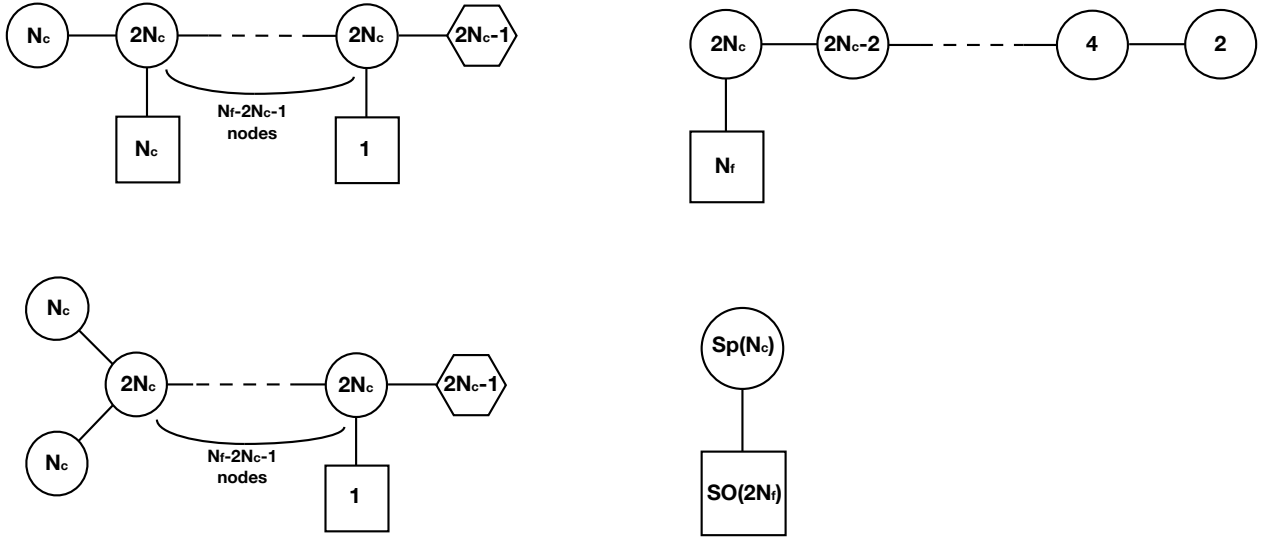 Nc 2Nc 2Nc 2Nc-1
Nf-2Nc-1
nodes
Nc 1
2Nc 2Nc-2 4 2
Nf
Nc
2Nc 2Nc 2Nc-1
Nc
Nf-2Nc-1
nodes
1
Sp(Nc)
SO(2Nf)